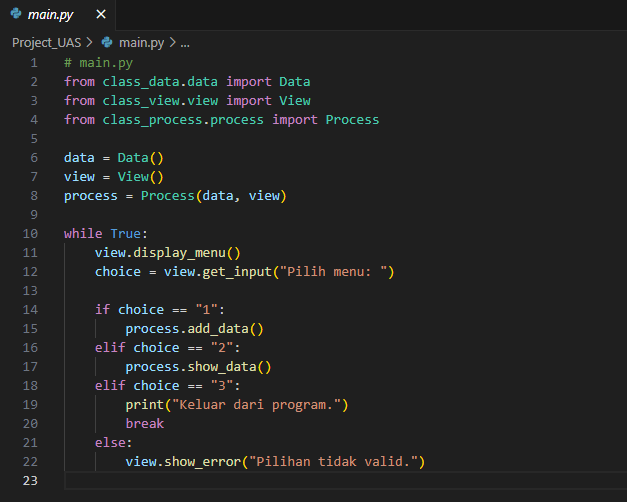 main.py ×
Project_UAS > main.py > ...
1 # main.py
2 from class_data.data import Data
3 from class_view.view import View
4 from class_process.process import Process
5
6 data = Data()
7 view = View()
8 process = Process(data, view)
9
10 while True:
11     view.display_menu()
12     choice = view.get_input("Pilih menu: ")
13
14     if choice == "1":
15         process.add_data()
16     elif choice == "2":
17         process.show_data()
18     elif choice == "3":
19         print("Keluar dari program.")
20         break
21     else:
22         view.show_error("Pilihan tidak valid.")
23